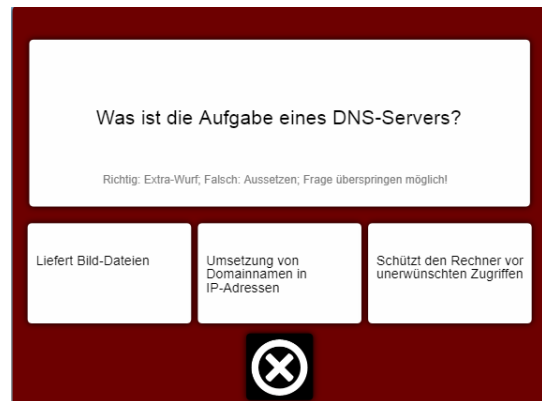 Was ist die Aufgabe eines DNS-Servers?
Richtig: Extra-Wurf; Falsch: Aussetzen; Frage überspringen möglich!
Liefert Bild-Dateien
Umsetzung von
Domainnamen in
IP-Adressen
Schützt den Rechner vor
unerwünschten Zugriffen